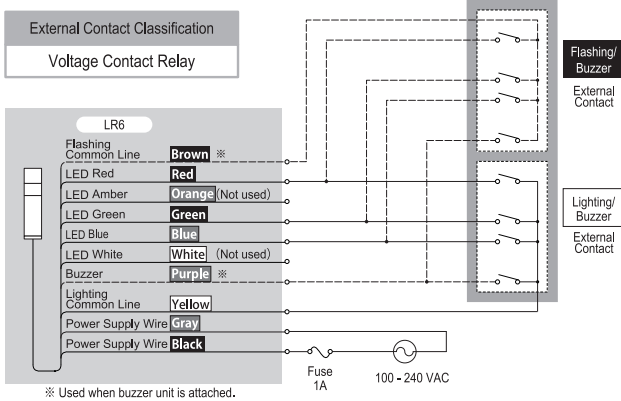 External Contact Classification
Voltage Contact Relay
LR6
Flashing
Common Line Brown ※
LED Red Red
LED Amber Orange (Not used)
LED Green Green
LED Blue Blue
LED White White (Not used)
Buzzer Purple ※
Lighting
Common Line Yellow
Power Supply Wire Gray
Power Supply Wire Black
※ Used when buzzer unit is attached.
Fuse
1A
100 - 240 VAC
Flashing/
Buzzer
External
Contact
Lighting/
Buzzer
External
Contact